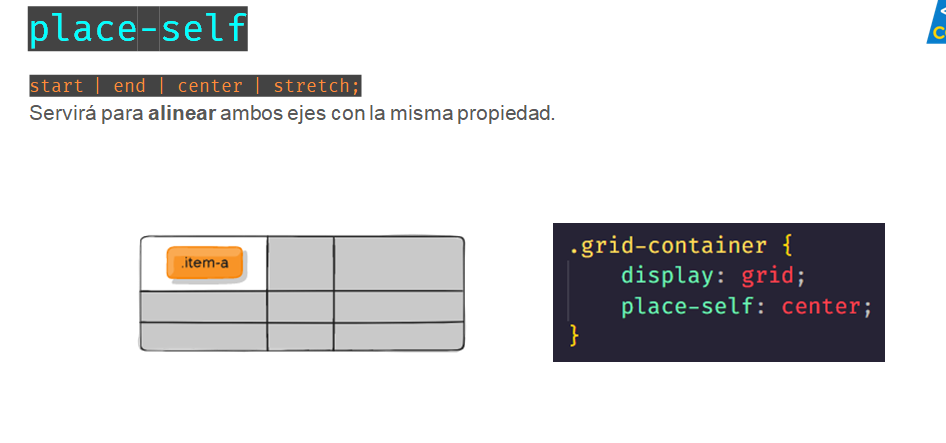 place-self
start | end | center | stretch;
Servirá para alinear ambos ejes con la misma propiedad.
.item-a
.grid-container {
display: grid;
place-self: center;
}